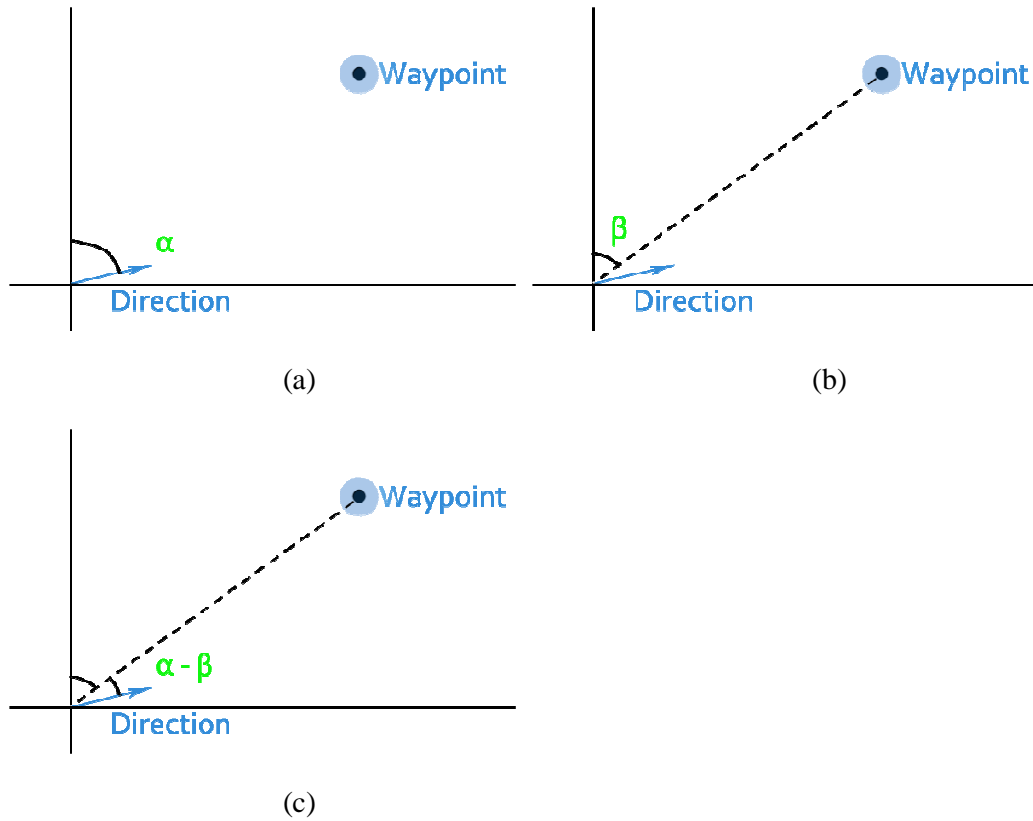 Waypoint
α
Direction
(a)
Waypoint
β
Direction
(b)
Waypoint
α - β
Direction
(c)